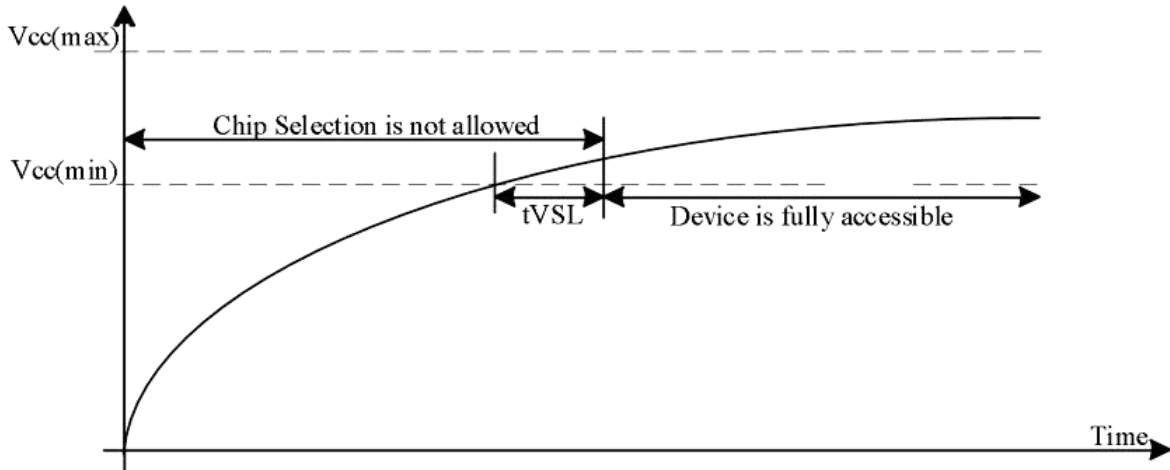 Vcc(max)
Chip Selection is not allowed
Vcc(min)
tVSL
Device is fully accessible
Time